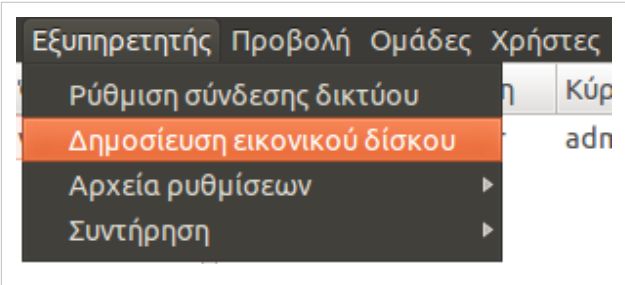 Εξυπηρετητής Προβολή Ομάδες Χρήστες
Ρύθμιση σύνδεσης δικτύου
Δημοσίευση εικονικού δίσκου
Αρχεία ρυθμίσεων
Συντήρηση